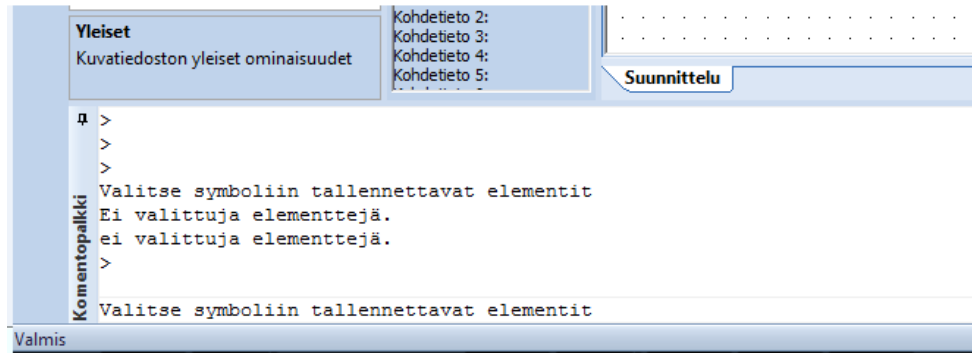 Yleiset
Kuvatiedoston yleiset ominaisuudet
Kohdetieto 2:
Kohdetieto 3:
Kohdetieto 4:
Kohdetieto 5:
Suunnittelu
Komentopalkki
>
>
>
Valitse symboliin tallennettavat elementit
Ei valittuja elementtejä.
ei valittuja elementtejä.
>
Valitse symboliin tallennettavat elementit
Valmis